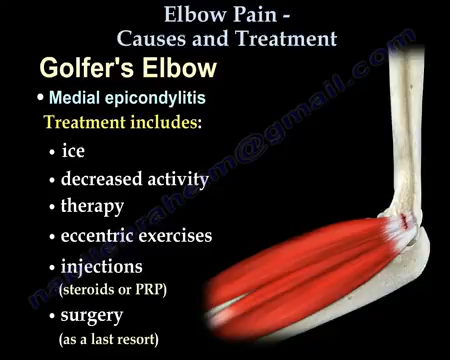 Elbow Pain -
Causes and Treatment
Golfer's Elbow
• Medial epicondylitis
Treatment includes:
• ice
• decreased activity
• therapy
• eccentric exercises
• injections
(steroids or PRP)
• surgery
(as a last resort)